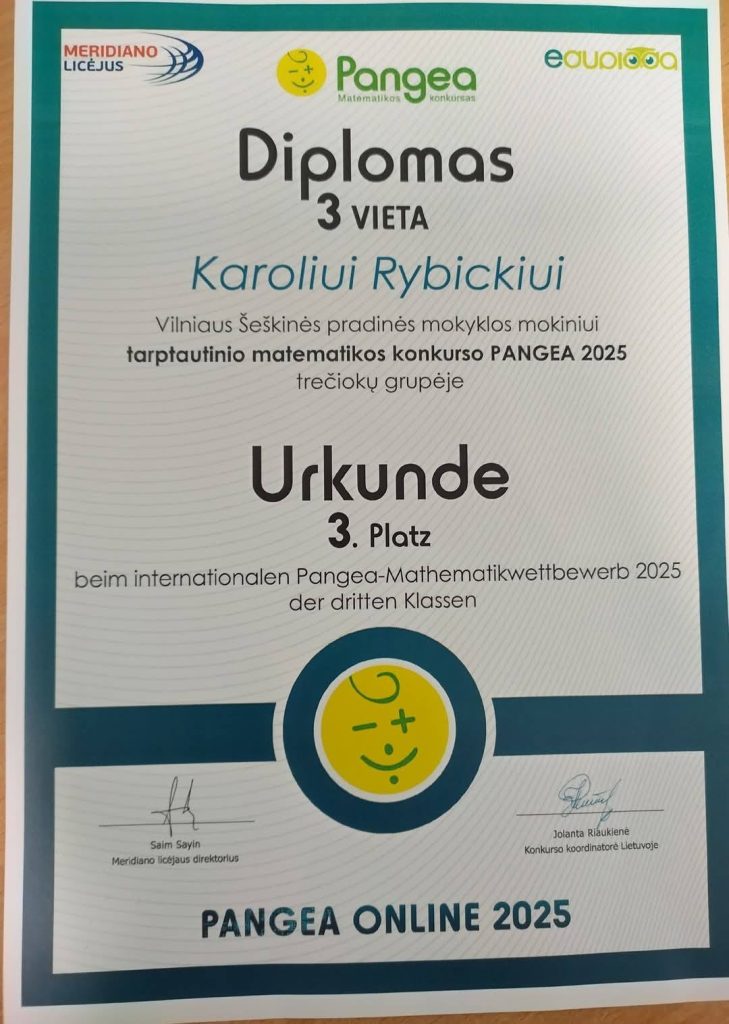 MERIDIANO
LICĖJUS
Pangea
Matematikos konkursas
eduvidda
Diplomas
3 VIETA
Karoliui Rybickiui
Vilniaus Šeškinės pradinės mokyklos mokiniui
tarptautinio matematikos konkurso PANGEA 2025
trečiokų grupėje
Urkunde
3. Platz
beim internationalen Pangea-Mathematikwettbewerb 2025
der dritten Klassen
Saim Sayin
Meridiano licėjaus direktorius
Jolanta Riaukienė
Konkurso koordinatorė Lietuvoje
PANGEA ONLINE 2025